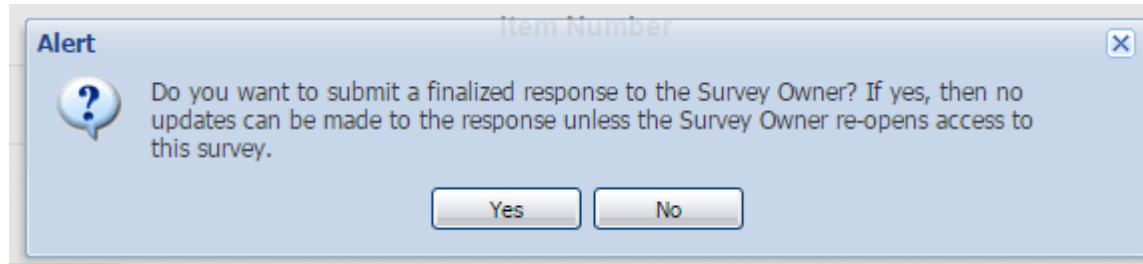 Item Number
Alert
Do you want to submit a finalized response to the Survey Owner? If yes, then no
updates can be made to the response unless the Survey Owner re-opens access to
this survey.
Yes No